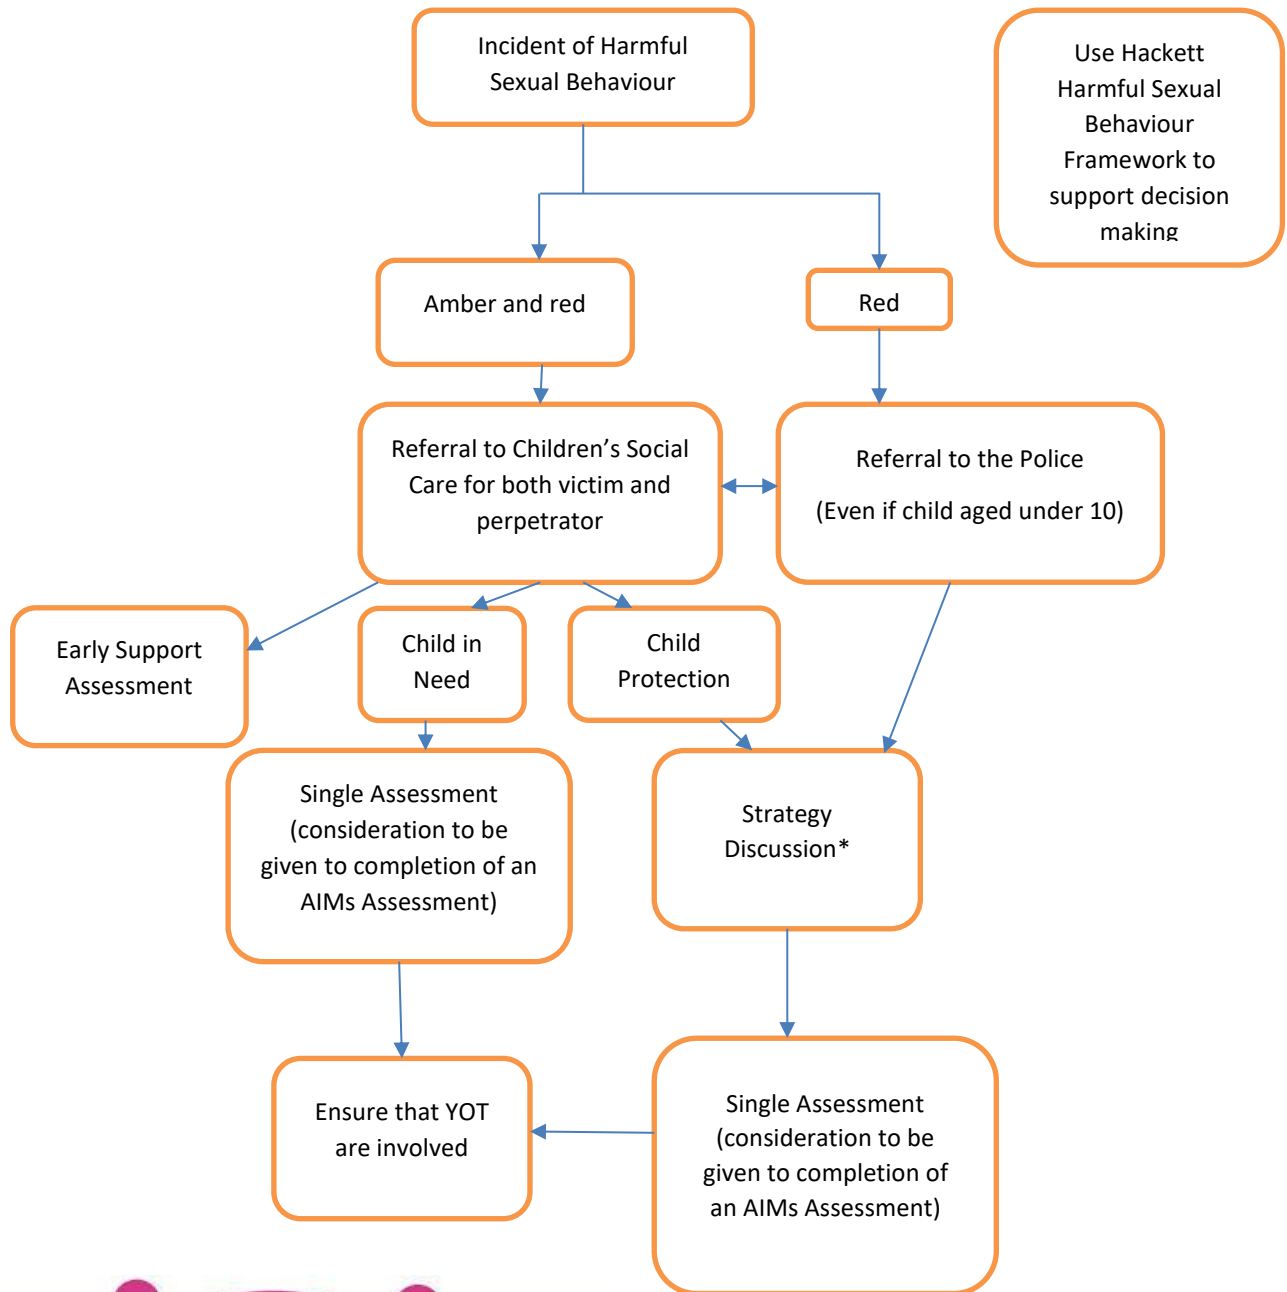 Incident of Harmful
Sexual Behaviour
Use Hackett
Harmful Sexual
Behaviour
Framework to
support decision
making
Amber and red
Red
Referral to Children’s Social
Care for both victim and
perpetrator
Referral to the Police
(Even if child aged under 10)
Early Support
Assessment
Child in
Need
Child
Protection
Single Assessment
(consideration to be
given to completion of an
AIMs Assessment)
Strategy
Discussion*
Ensure that YOT
are involved
Single Assessment
(consideration to be
given to completion of
an AIMs Assessment)